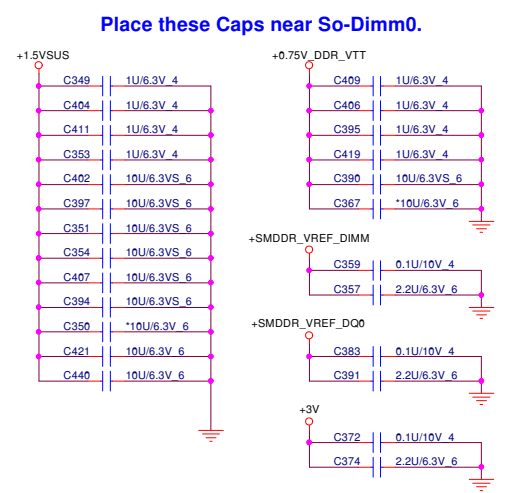 Place these Caps near So-Dimm0.
+1.5VSUS
C349 1U/6.3V_4
C404 1U/6.3V_4
C411 1U/6.3V_4
C353 1U/6.3V_4
C402 10U/6.3VS_6
C397 10U/6.3VS_6
C351 10U/6.3VS_6
C354 10U/6.3VS_6
C407 10U/6.3VS_6
C394 10U/6.3VS_6
C350 *10U/6.3V_6
C421 10U/6.3V_6
C440 10U/6.3V_6
+0.75V_DDR_VTT
C409 1U/6.3V_4
C406 1U/6.3V_4
C395 1U/6.3V_4
C419 1U/6.3V_4
C390 10U/6.3VS_6
C367 *10U/6.3V_6
+SMDDR_VREF_DIMM
C359 0.1U/10V_4
C357 2.2U/6.3V_6
+SMDDR_VREF_DQ0
C383 0.1U/10V_4
C391 2.2U/6.3V_6
+3V
C372 0.1U/10V_4
C374 2.2U/6.3V_6